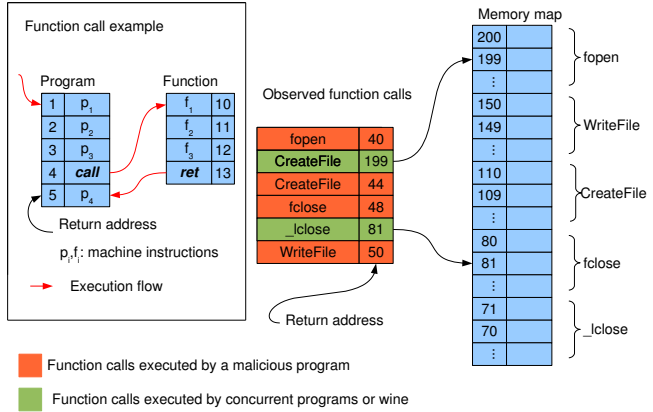 Function call example
Program
1 p1
2 p2
3 p3
4 call
5 p4
Function
f1 10
f2 11
f3 12
ret 13
Return address
pi,fi: machine instructions
Execution flow
Observed function calls
fopen 40
CreateFile 199
CreateFile 44
fclose 48
_lclose 81
WriteFile 50
Return address
Memory map
200
199
⋮
150
149
⋮
110
109
⋮
80
81
⋮
71
70
⋮
fopen
WriteFile
CreateFile
fclose
_lclose
Function calls executed by a malicious program
Function calls executed by concurrent programs or wine